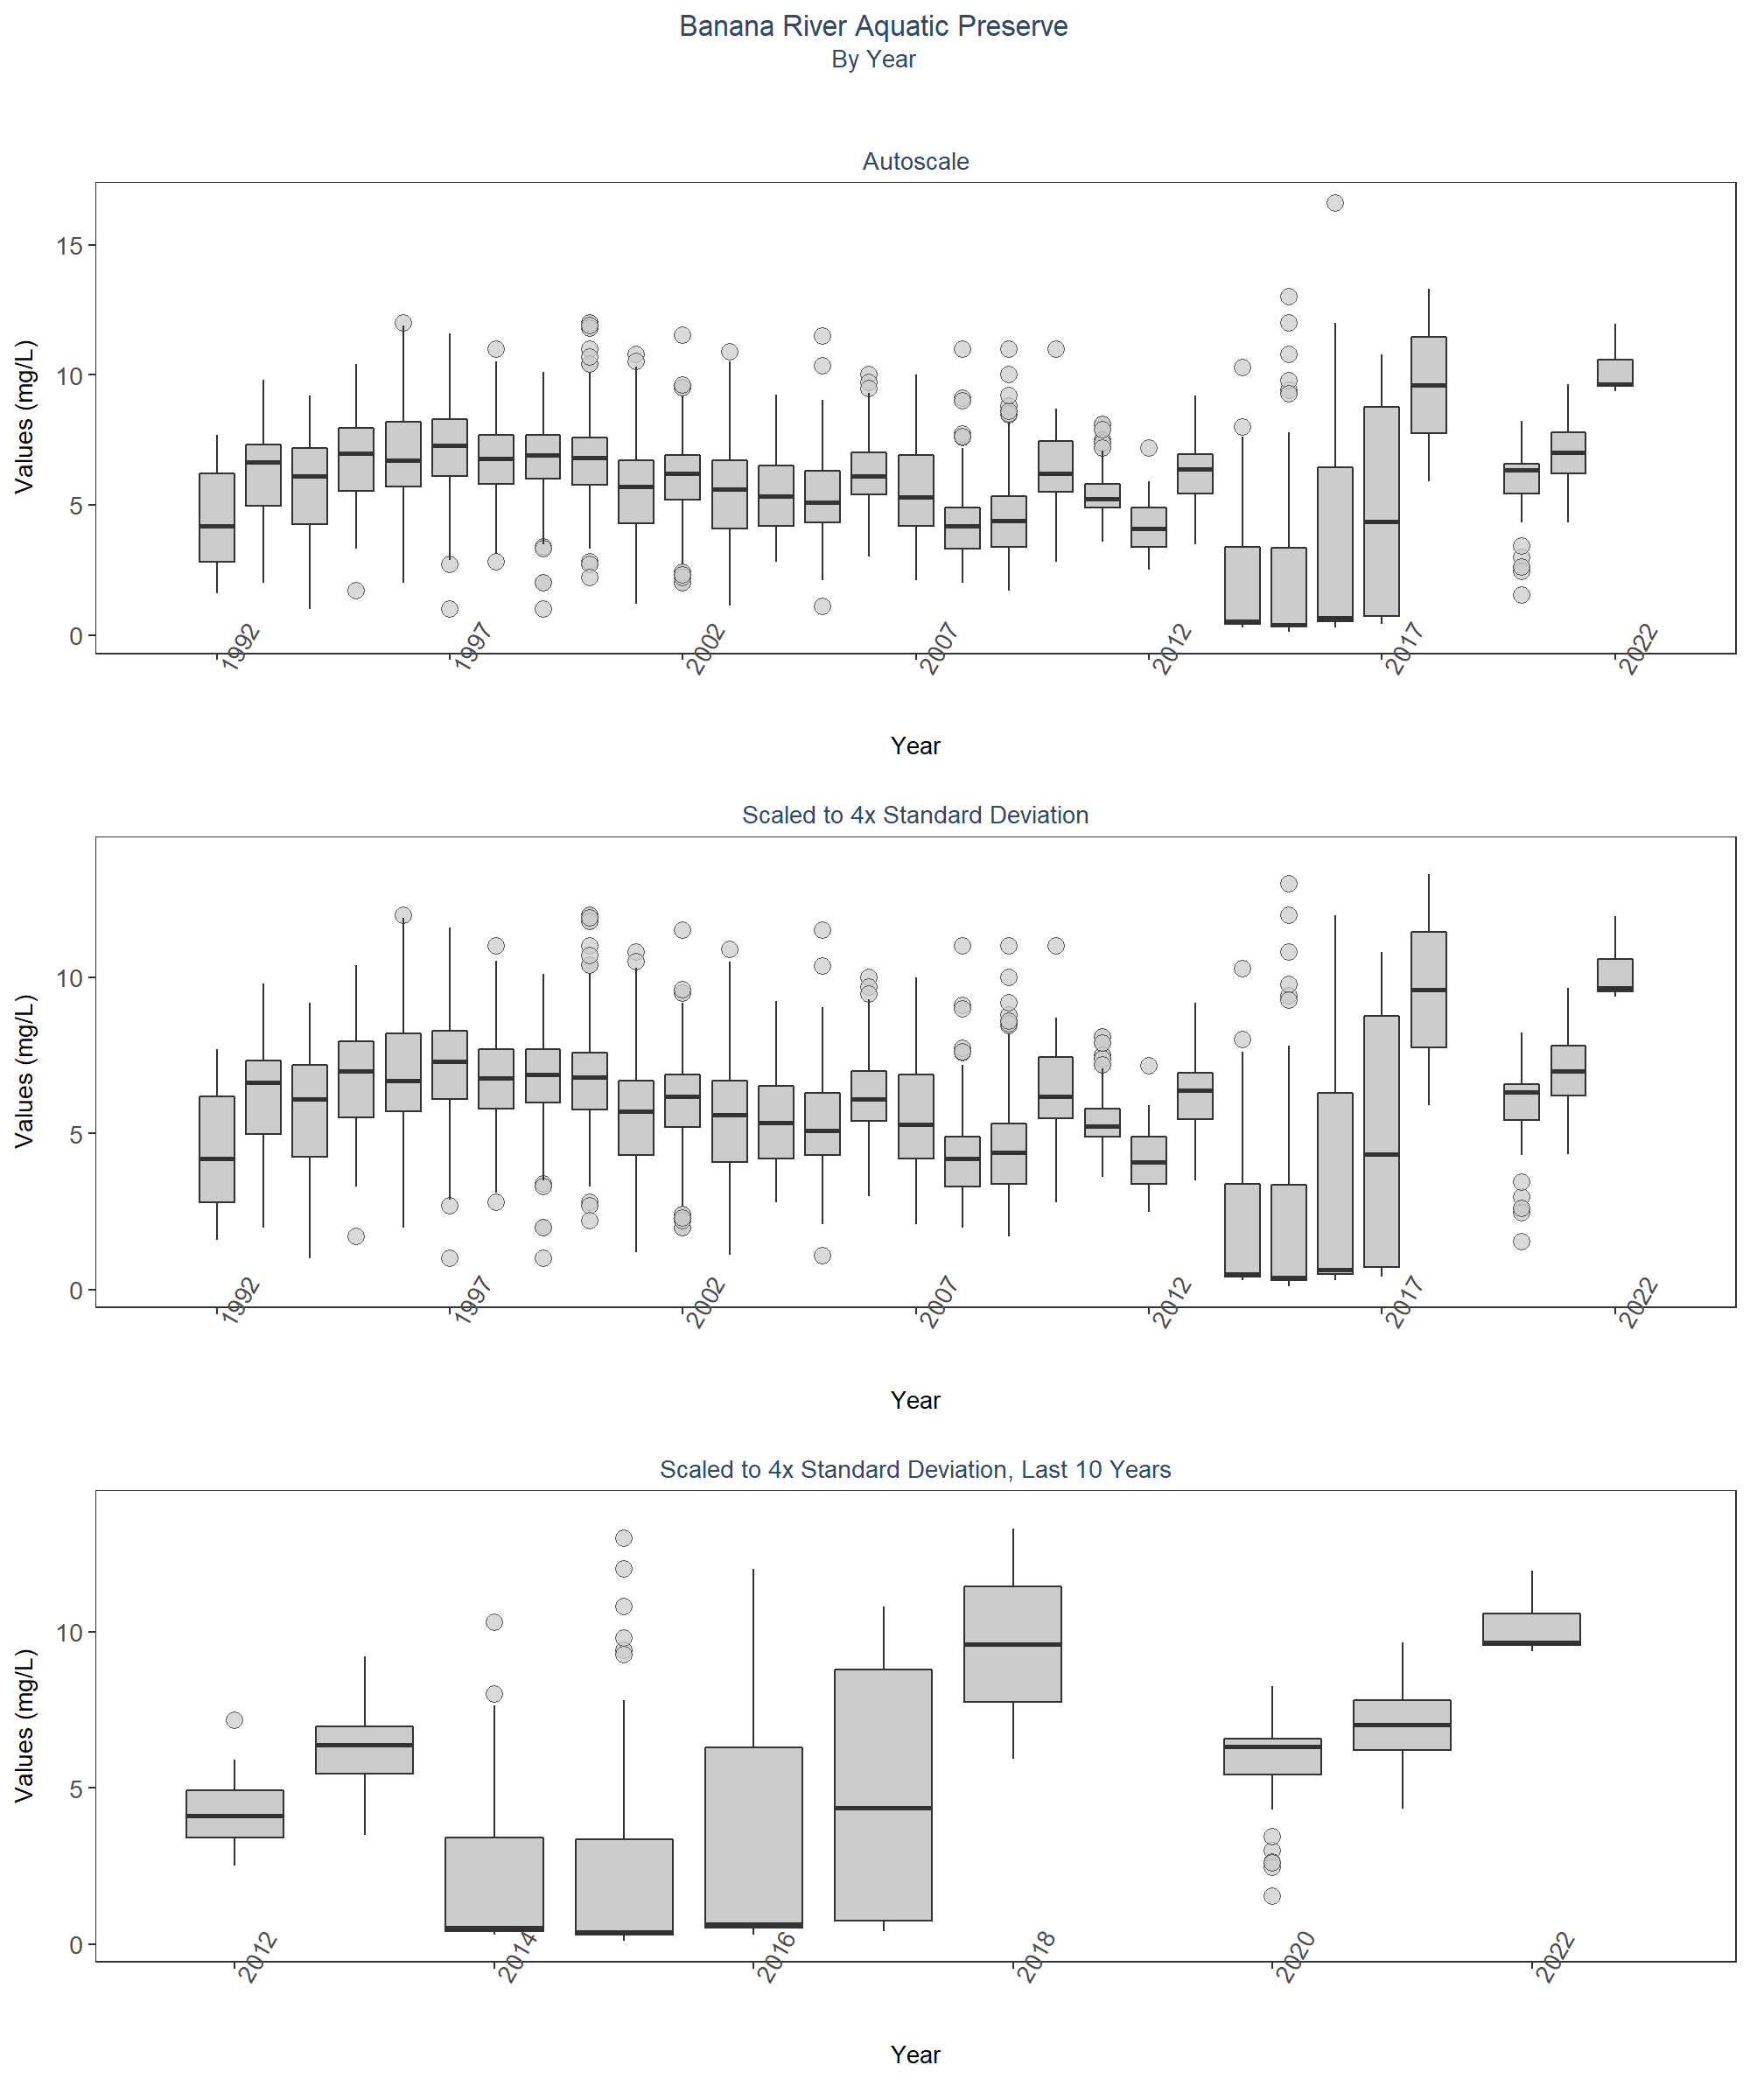 Banana River Aquatic Preserve
By Year
Autoscale
Values (mg/L)
15
10
5
0
1992
1997
2002
2007
2012
2017
2022
Year
Scaled to 4x Standard Deviation
Values (mg/L)
10
5
0
1992
1997
2002
2007
2012
2017
2022
Year
Scaled to 4x Standard Deviation, Last 10 Years
Values (mg/L)
10
5
0
2012
2014
2016
2018
2020
2022
Year